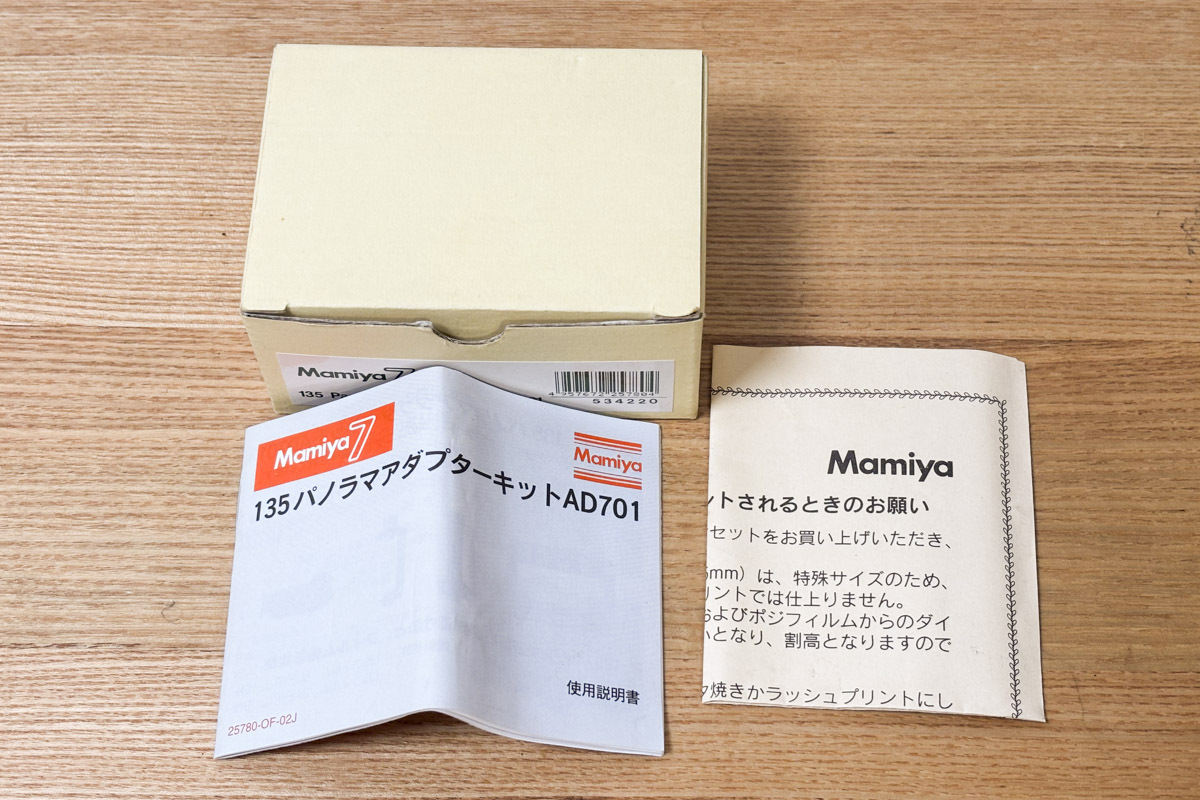 Mamiya 7
135
534220
Mamiya 7
Mamiya
135パノラマアダプターキットAD701
使用説明書
25780-OF-02J
Mamiya
ントされるときのお願い
セットをお買い上げいただき、
mm）は、特殊サイズのため、
リントでは仕上りません。
およびポジフィルムからのダイ
いとなり、割高となりますので
焼きかラッシュプリントにし